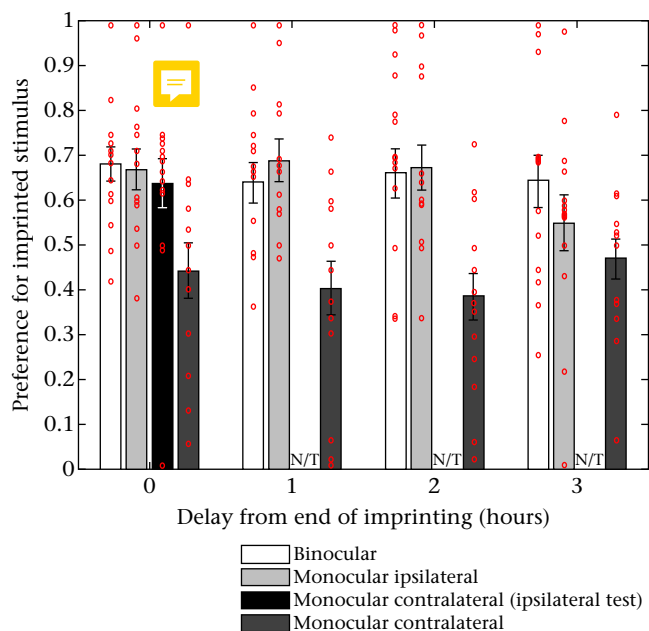 Preference for imprinted stimulus
1
0.9
0.8
0.7
0.6
0.5
0.4
0.3
0.2
0.1
0
N/T
N/T
N/T
0
1
2
3
Delay from end of imprinting (hours)
Binocular
Monocular ipsilateral
Monocular contralateral (ipsilateral test)
Monocular contralateral